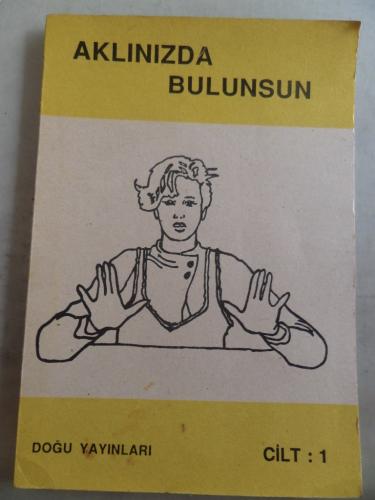 AKLINIZDA
BULUNSUN
DOĞU YAYINLARI
CİLT : 1